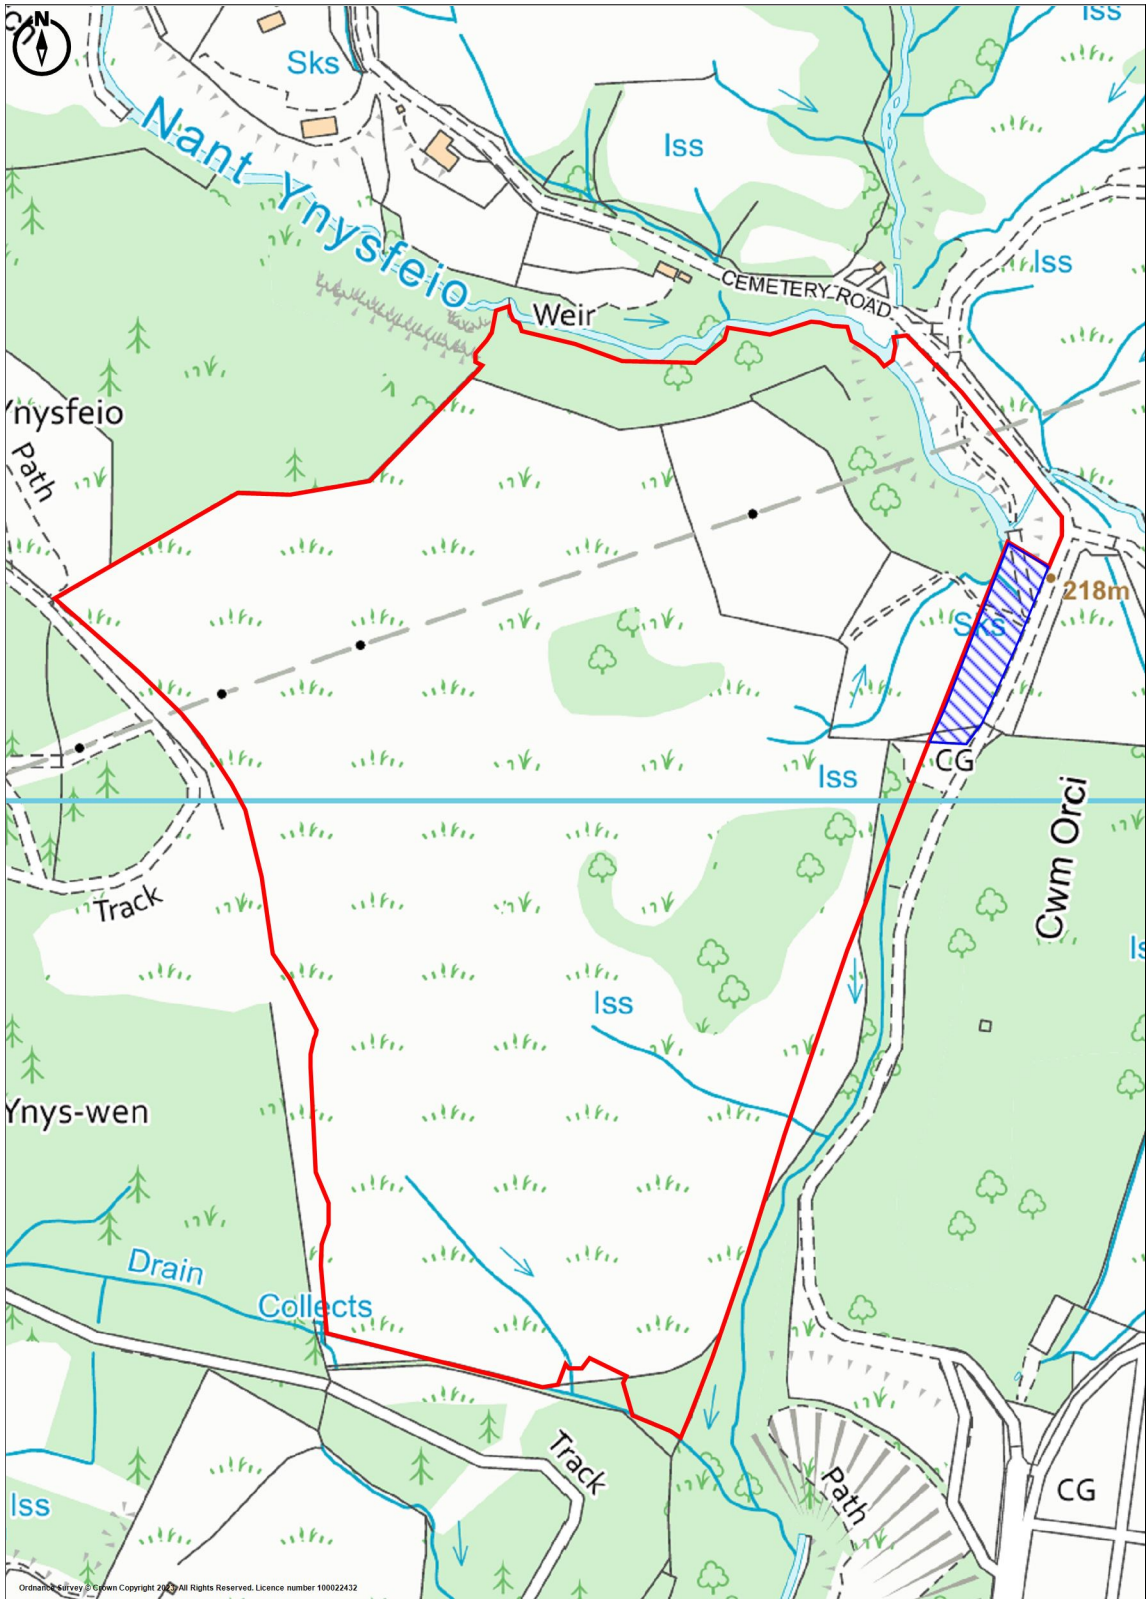 N
Iss
Sks
Nant Ynysfeio
Iss
Iss
CEMETERY ROAD
Weir
Ynysfeio
Path
218m
Sks
CG
Iss
Cwm Orci
Track
Iss
Ynys-wen
Drain
Collects
Track
Path
CG
Iss
Ordnance Survey © Crown Copyright 2023 All Rights Reserved. Licence number 100022432